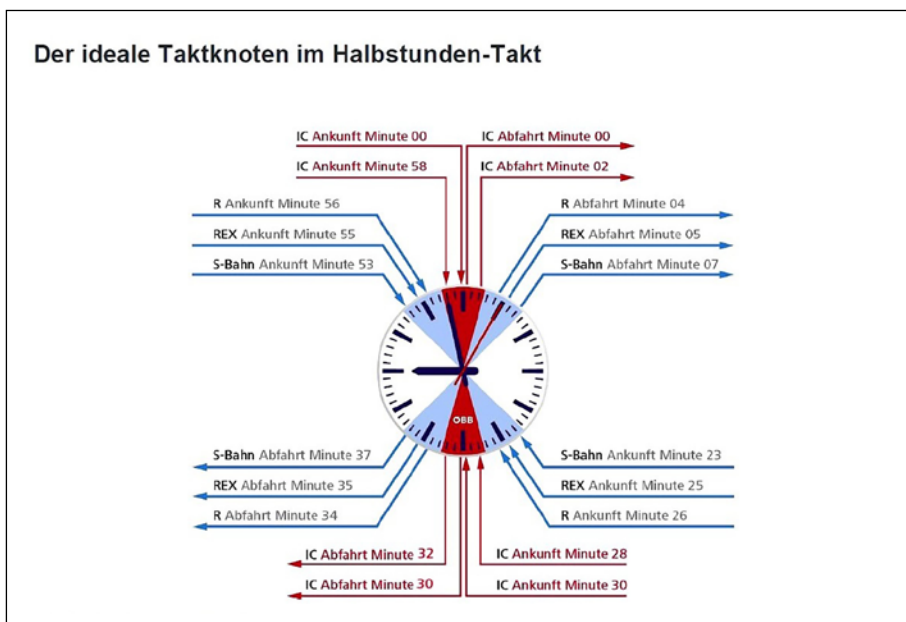 Der ideale Taktknoten im Halbstunden-Takt
IC Ankunft Minute 00
IC Abfahrt Minute 00
IC Ankunft Minute 58
IC Abfahrt Minute 02
R Ankunft Minute 56
R Abfahrt Minute 04
REX Ankunft Minute 55
REX Abfahrt Minute 05
S-Bahn Ankunft Minute 53
S-Bahn Abfahrt Minute 07
ÖBB
S-Bahn Abfahrt Minute 37
S-Bahn Ankunft Minute 23
REX Abfahrt Minute 35
REX Ankunft Minute 25
R Abfahrt Minute 34
R Ankunft Minute 26
IC Abfahrt Minute 32
IC Ankunft Minute 28
IC Abfahrt Minute 30
IC Ankunft Minute 30